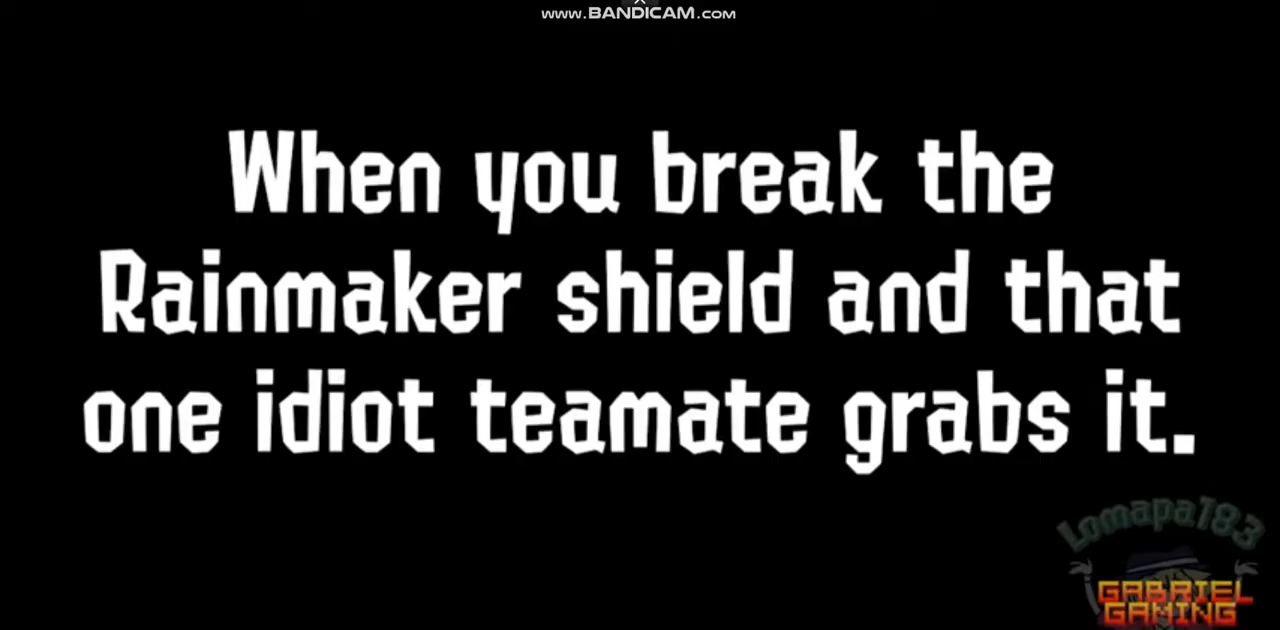 www.BANDICAM.com
When you break the
Rainmaker shield and that
one idiot teamate grabs it.
Lomapa183
GABRIEL
GAMING